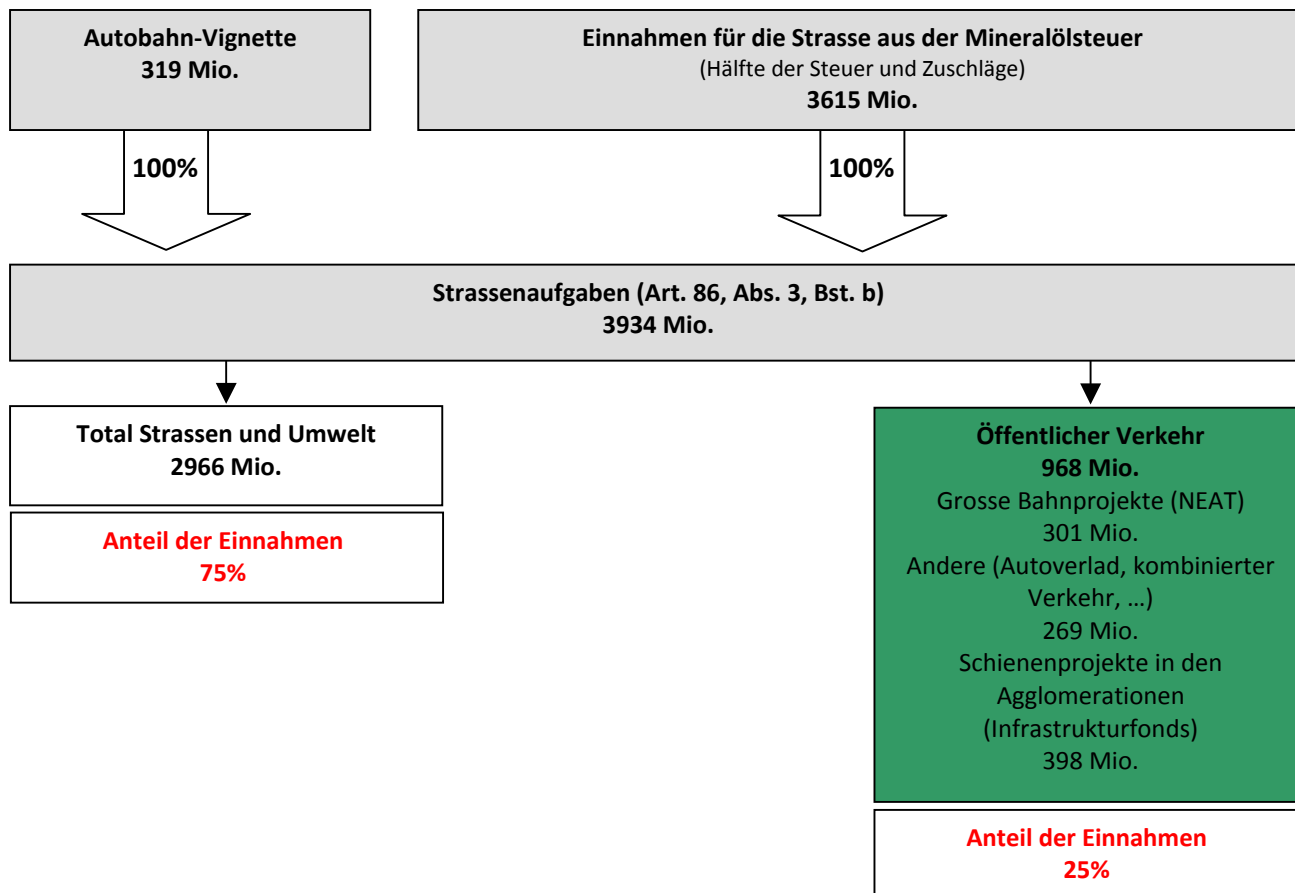 Autobahn-Vignette
319 Mio.
Einnahmen für die Strasse aus der Mineralölsteuer
(Hälfte der Steuer und Zuschläge)
3615 Mio.
100%
100%
Strassenaufgaben (Art. 86, Abs. 3, Bst. b)
3934 Mio.
Total Strassen und Umwelt
2966 Mio.
Anteil der Einnahmen
75%
Öffentlicher Verkehr
968 Mio.
Grosse Bahnprojekte (NEAT)
301 Mio.
Andere (Autoverlad, kombinierter
Verkehr, …)
269 Mio.
Schienenprojekte in den
Agglomerationen
(Infrastrukturfonds)
398 Mio.
Anteil der Einnahmen
25%